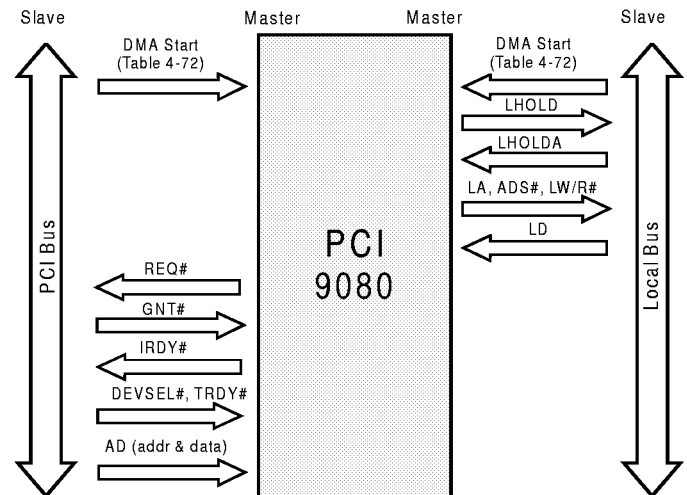 Slave Master Master Slave
DMA Start
(Table 4-72)
DMA Start
(Table 4-72)
LHOLD
LHOLDA
LA, ADS#, LW/R#
LD
PCI
9080
PCI Bus
Local Bus
REQ#
GNT#
IRDY#
DEVSEL#, TRDY#
AD (addr & data)